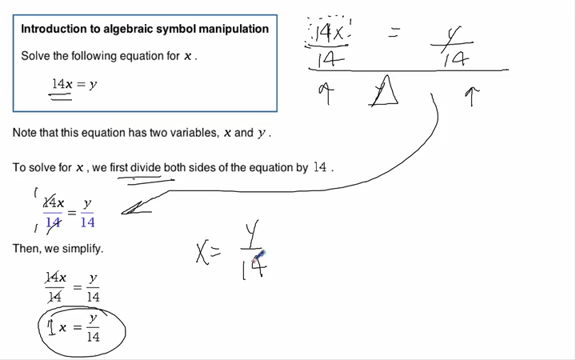 Introduction to algebraic symbol manipulation
Solve the following equation for x.
14x = y
14x/14 = y/14
Note that this equation has two variables, x and y.
To solve for x, we first divide both sides of the equation by 14.
1
14x/14 = y/14
1
x = y/14
Then, we simplify.
14x/14 = y/14
1x = y/14